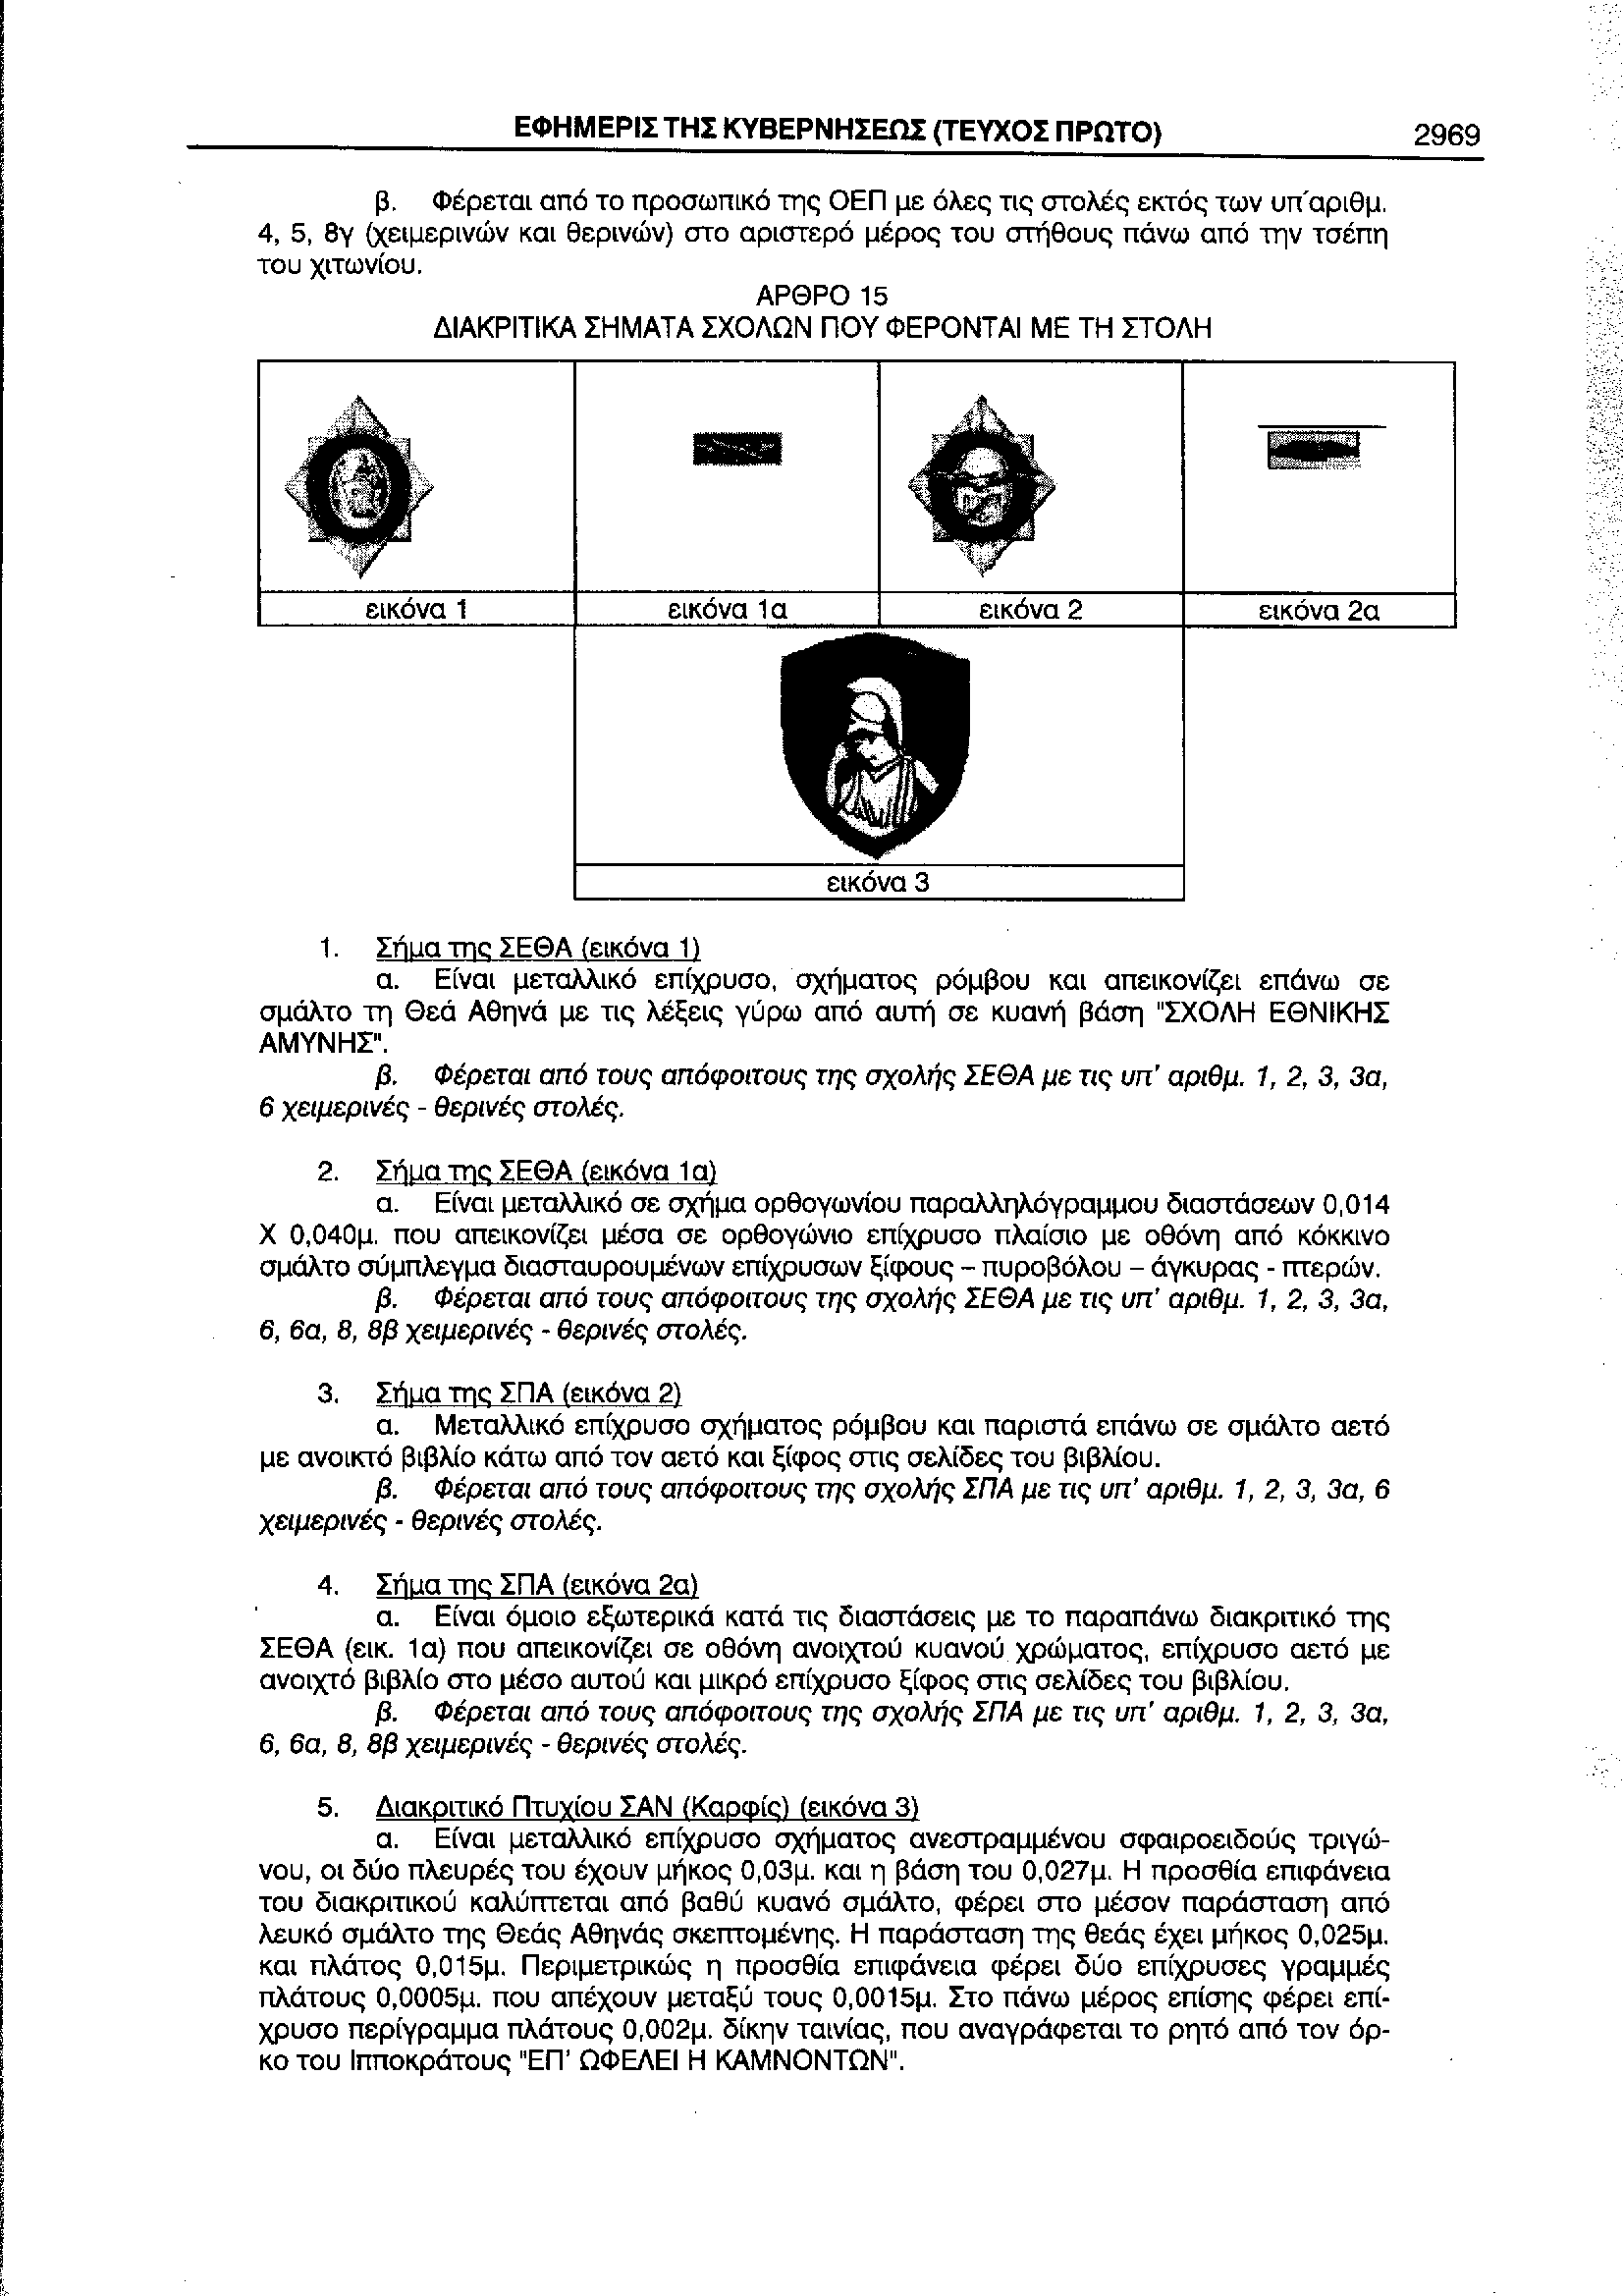 ΕΦΗΜΕΡΙΣ ΤΗΣ ΚΥΒΕΡΝΗΣΕΩΣ (ΤΕΥΧΟΣ ΠΡΩΤΟ) 2969
β. Φέρεται από το προσωπικό της ΟΕΠ με όλες τις στολές εκτός των υπ'αριθμ.
4, 5, 8γ (χειμερινών και θερινών) στο αριστερό μέρος του στήθους πάνω από την τσέπη
του χιτωνίου.
ΑΡΘΡΟ 15
ΔΙΑΚΡΙΤΙΚΑ ΣΗΜΑΤΑ ΣΧΟΛΩΝ ΠΟΥ ΦΕΡΟΝΤΑΙ ΜΕ ΤΗ ΣΤΟΛΗ
εικόνα 1 εικόνα 1α εικόνα 2 εικόνα 2α
εικόνα 3
1. Σήμα της ΣΕΘΑ (εικόνα 1)
α. Είναι μεταλλικό επίχρυσο, σχήματος ρόμβου και απεικονίζει επάνω σε
σμάλτο τη Θεά Αθηνά με τις λέξεις γύρω από αυτή σε κυανή βάση "ΣΧΟΛΗ ΕΘΝΙΚΗΣ
ΑΜΥΝΗΣ".
β. Φέρεται από τους απόφοιτους της σχολής ΣΕΘΑ με τις υπ' αριθμ. 1, 2, 3, 3α,
6 χειμερινές - θερινές στολές.
2. Σήμα της ΣΕΘΑ (εικόνα 1α)
α. Είναι μεταλλικό σε σχήμα ορθογωνίου παραλληλόγραμμου διαστάσεων 0,014
Χ 0,040μ. που απεικονίζει μέσα σε ορθογώνιο επίχρυσο πλαίσιο με οθόνη από κόκκινο
σμάλτο σύμπλεγμα διασταυρουμένων επίχρυσων ξίφους – πυροβόλου – άγκυρας - πτερών.
β. Φέρεται από τους απόφοιτους της σχολής ΣΕΘΑ με τις υπ' αριθμ. 1, 2, 3, 3α,
6, 6α, 8, 8β χειμερινές - θερινές στολές.
3. Σήμα της ΣΠΑ (εικόνα 2)
α. Μεταλλικό επίχρυσο σχήματος ρόμβου και παριστά επάνω σε σμάλτο αετό
με ανοικτό βιβλίο κάτω από τον αετό και ξίφος στις σελίδες του βιβλίου.
β. Φέρεται από τους απόφοιτους της σχολής ΣΠΑ με τις υπ' αριθμ. 1, 2, 3, 3α, 6
χειμερινές - θερινές στολές.
4. Σήμα της ΣΠΑ (εικόνα 2α)
α. Είναι όμοιο εξωτερικά κατά τις διαστάσεις με το παραπάνω διακριτικό της
ΣΕΘΑ (εικ. 1α) που απεικονίζει σε οθόνη ανοιχτού κυανού χρώματος, επίχρυσο αετό με
ανοιχτό βιβλίο στο μέσο αυτού και μικρό επίχρυσο ξίφος στις σελίδες του βιβλίου.
β. Φέρεται από τους απόφοιτους της σχολής ΣΠΑ με τις υπ' αριθμ. 1, 2, 3, 3α,
6, 6α, 8, 8β χειμερινές - θερινές στολές.
5. Διακριτικό Πτυχίου ΣΑΝ (Καρφίς) (εικόνα 3)
α. Είναι μεταλλικό επίχρυσο σχήματος ανεστραμμένου σφαιροειδούς τριγώ-
νου, οι δύο πλευρές του έχουν μήκος 0,03μ. και η βάση του 0,027μ. Η προσθία επιφάνεια
του διακριτικού καλύπτεται από βαθύ κυανό σμάλτο, φέρει στο μέσον παράσταση από
λευκό σμάλτο της Θεάς Αθηνάς σκεπτομένης. Η παράσταση της θεάς έχει μήκος 0,025μ.
και πλάτος 0,015μ. Περιμετρικώς η προσθία επιφάνεια φέρει δύο επίχρυσες γραμμές
πλάτους 0,0005μ. που απέχουν μεταξύ τους 0,0015μ. Στο πάνω μέρος επίσης φέρει επί-
χρυσο περίγραμμα πλάτους 0,002μ. δίκην ταινίας, που αναγράφεται το ρητό από τον όρ-
κο του Ιπποκράτους "ΕΠ' ΩΦΕΛΕΙ Η ΚΑΜΝΟΝΤΩΝ".